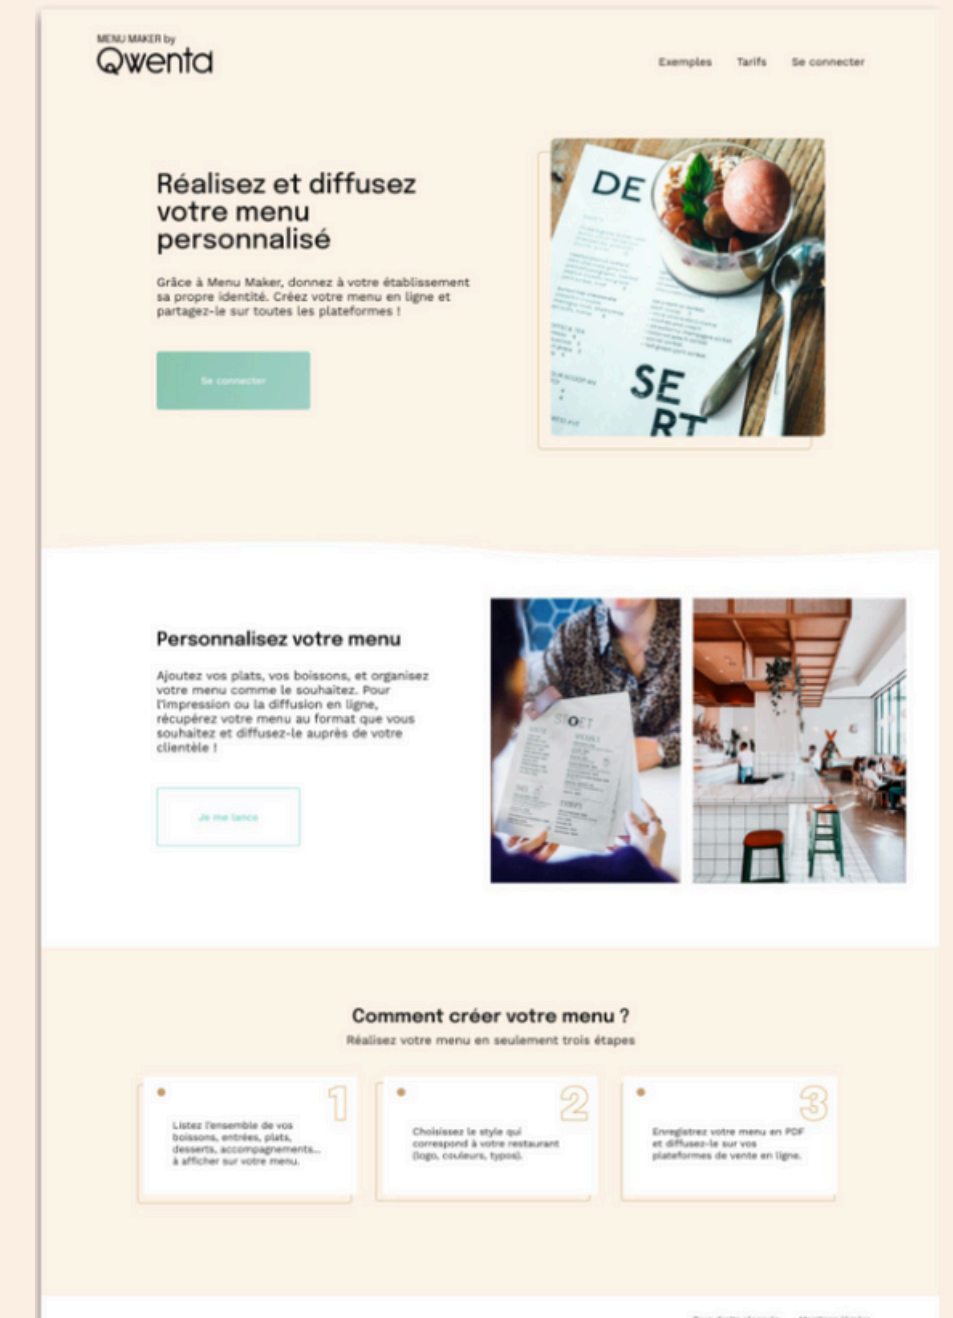 MENU MAKER by
Qwenta
Exemples Tarifs Se connecter
Réalisez et diffusez
votre menu
personnalisé
Grâce à Menu Maker, donnez à votre établissement
sa propre identité. Créez votre menu en ligne et
partagez-le sur toutes les plateformes !
Se connecter
DE
SE
RT
Personnalisez votre menu
Ajoutez vos plats, vos boissons, et organisez
votre menu comme le souhaitez. Pour
l'impression ou la diffusion en ligne,
récupérez votre menu au format que vous
souhaitez et diffusez-le auprès de votre
clientèle !
Je me lance
Comment créer votre menu ?
Réalisez votre menu en seulement trois étapes
1
Listez l'ensemble de vos
boissons, entrées, plats,
desserts, accompagnements...
à afficher sur votre menu.
2
Choisissez le style qui
correspond à votre restaurant
(logo, couleurs, typos).
3
Enregistrez votre menu en PDF
et diffusez-le sur vos
plateformes de vente en ligne.